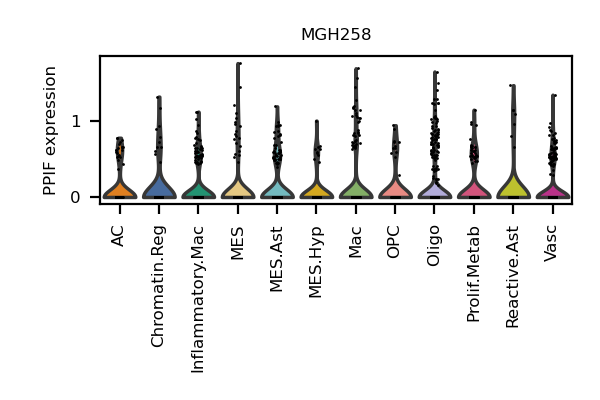 MGH258
PPIF expression
1
0
AC
Chromatin.Reg
Inflammatory.Mac
MES
MES.Ast
MES.Hyp
Mac
OPC
Oligo
Prolif.Metab
Reactive.Ast
Vasc